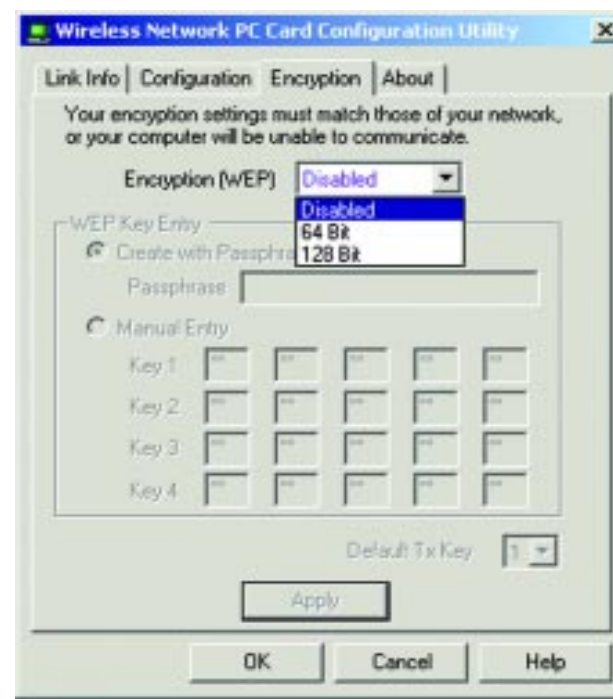 Wireless Network PC Card Configuration Utility
Link Info Configuration Encryption About
Your encryption settings must match those of your network,
or your computer will be unable to communicate.
Encryption (WEP) Disabled
Disabled
64 Bit
128 Bit
WEP Key Entry
Create with Passphra
Passphrase
Manual Entry
Key 1 ** ** ** ** **
Key 2 ** ** ** ** **
Key 3 ** ** ** ** **
Key 4 ** ** ** ** **
Default Tx Key 1
Apply
OK Cancel Help